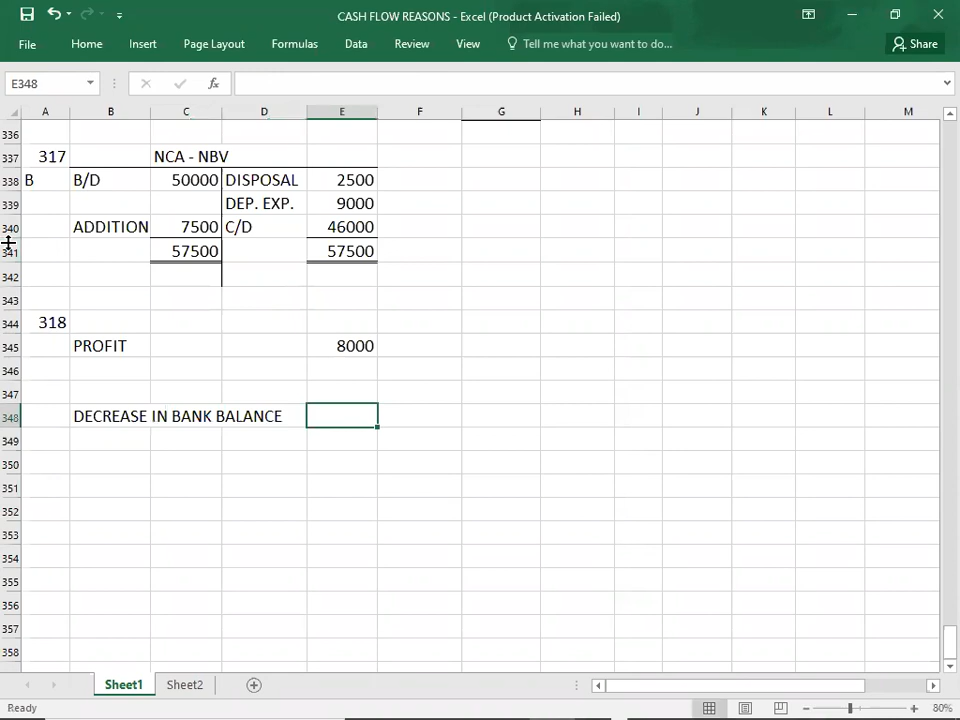 CASH FLOW REASONS - Excel (Product Activation Failed)
File Home Insert Page Layout Formulas Data Review View Tell me what you want to do... Share
E348 fx
A B C D E F G H I J K L M
336
337 317 NCA - NBV
338 B B/D 50000 DISPOSAL 2500
339 DEP. EXP. 9000
340 ADDITION 7500 C/D 46000
341 57500 57500
342
343
344 318
345 PROFIT 8000
346
347
348 DECREASE IN BANK BALANCE
349
350
351
352
353
354
355
356
357
358
Sheet1 Sheet2
Ready 80%